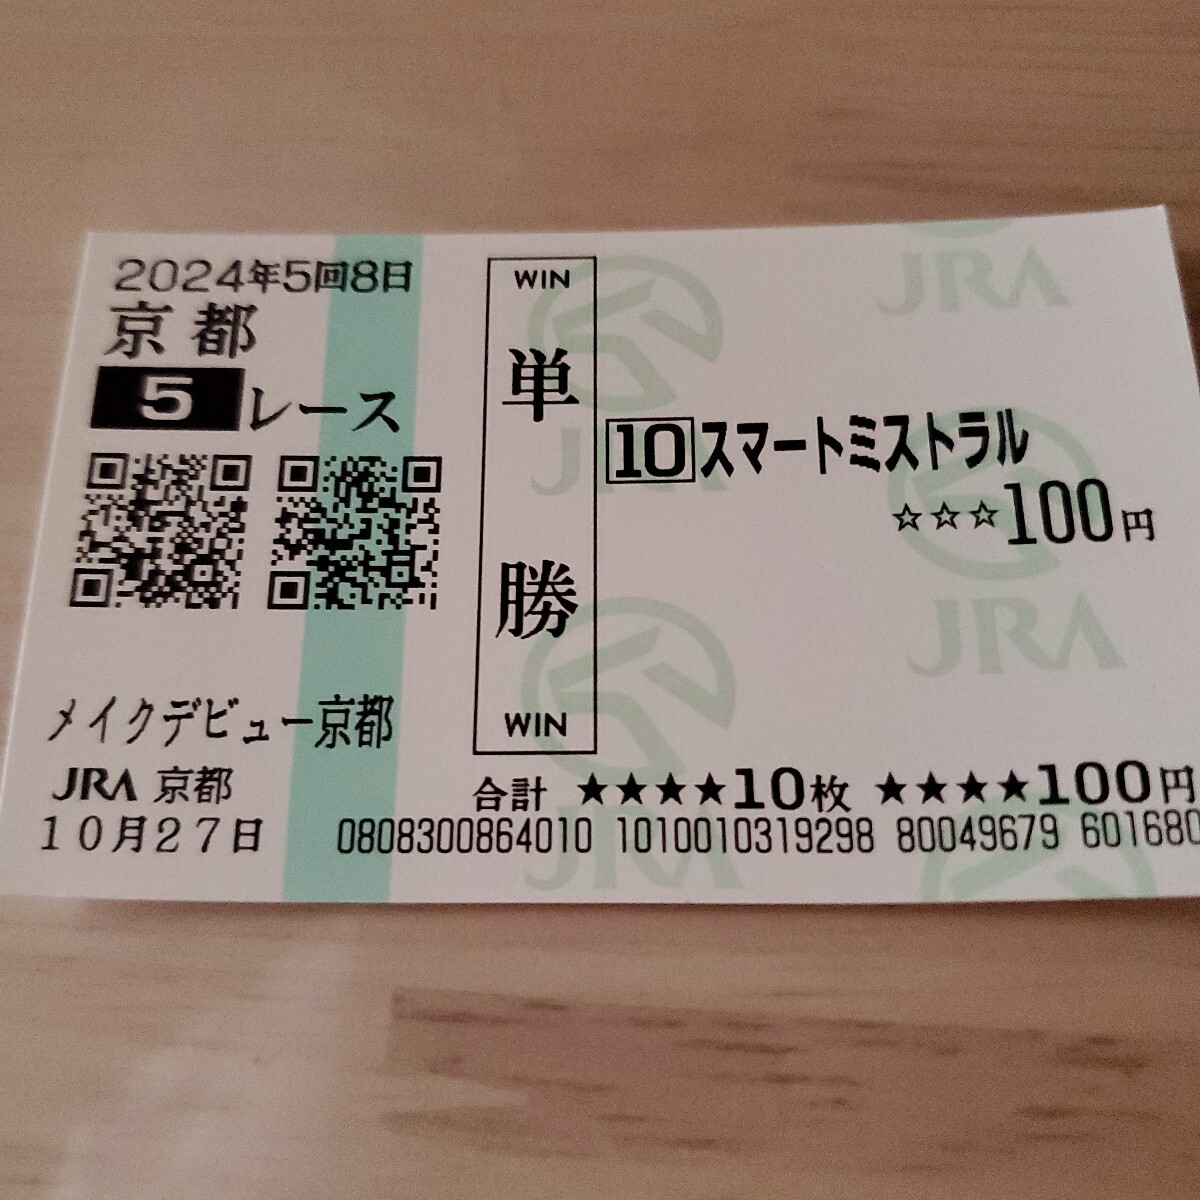 2024年5回8日
京都
5レース
メイクデビュー京都
JRA 京都
10月27日
WIN
単勝
WIN
10 スマートミストラル
☆☆☆100円
合計 ★★★★10枚 ★★★★100円
0808300864010 1010010319298 80049679 601680
JRA
JRA
JRA
JRA